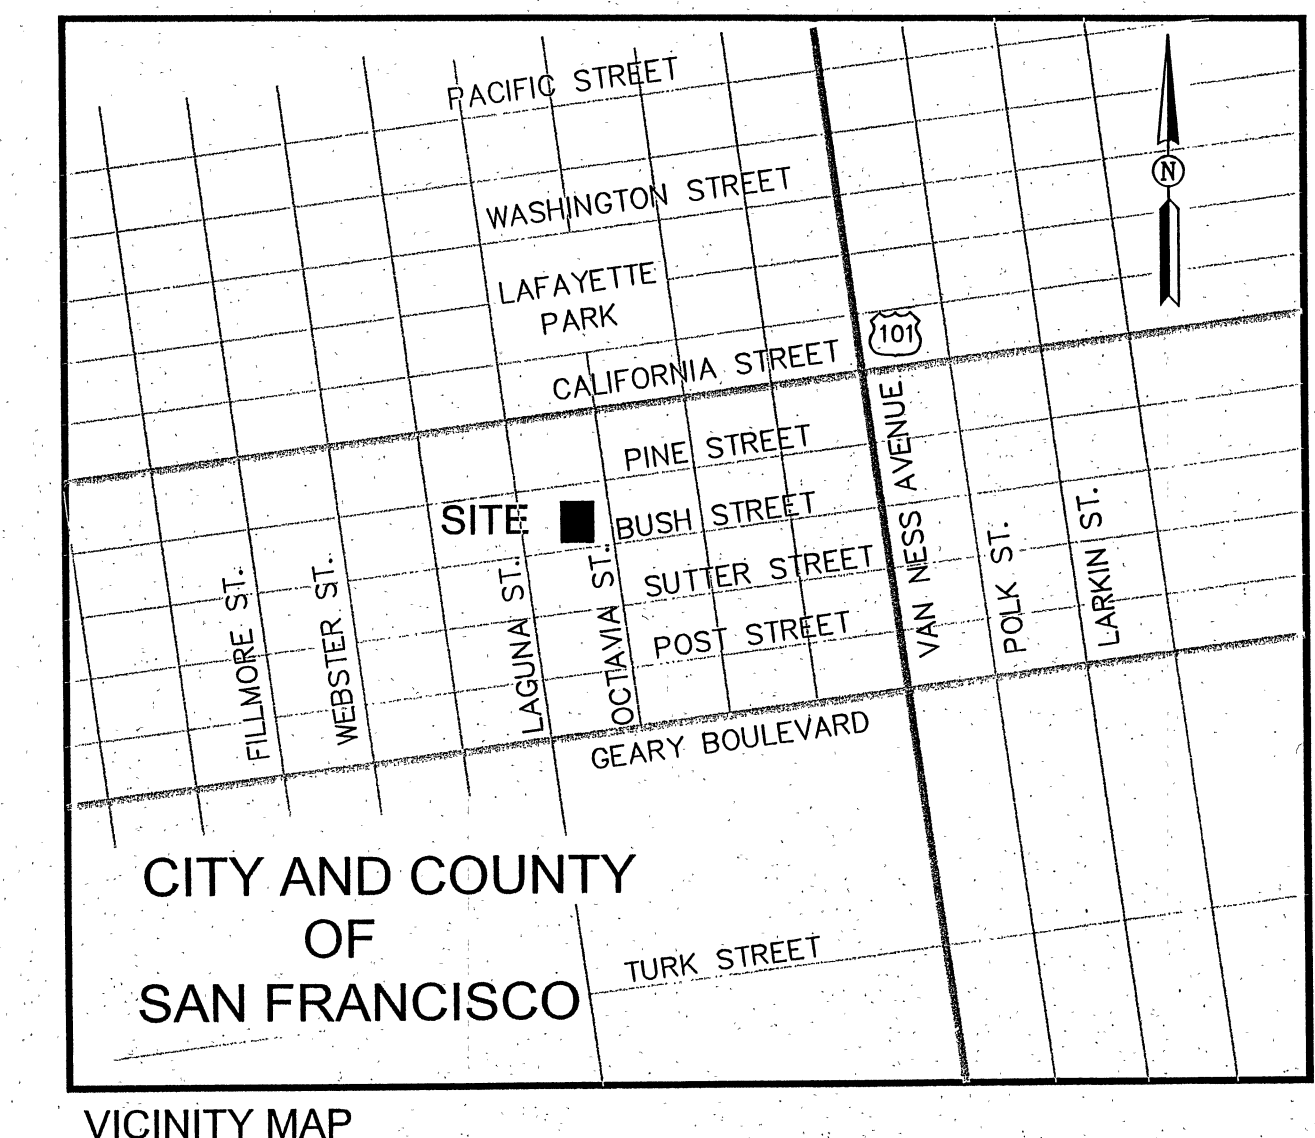 PACIFIC STREET
WASHINGTON STREET
LAFAYETTE
PARK
CALIFORNIA STREET
101
N
PINE STREET
SITE
BUSH STREET
SUTTER STREET
POST STREET
FILLMORE ST.
WEBSTER ST.
LAGUNA ST.
OCTAVIA ST.
VAN NESS AVENUE
POLK ST.
LARKIN ST.
GEARY BOULEVARD
CITY AND COUNTY
OF
SAN FRANCISCO
TURK STREET
VICINITY MAP